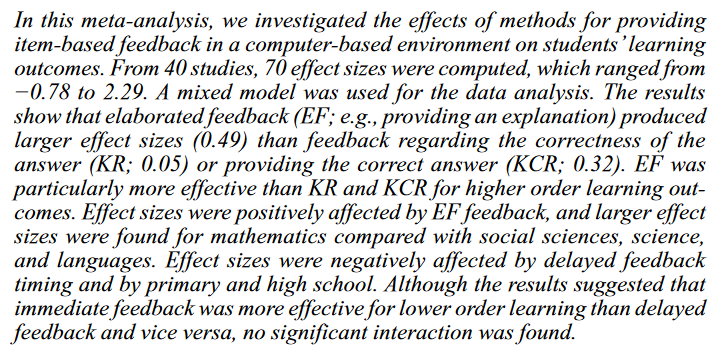 In this meta-analysis, we investigated the effects of methods for providing
item-based feedback in a computer-based environment on students’ learning
outcomes. From 40 studies, 70 effect sizes were computed, which ranged from
−0.78 to 2.29. A mixed model was used for the data analysis. The results
show that elaborated feedback (EF; e.g., providing an explanation) produced
larger effect sizes (0.49) than feedback regarding the correctness of the
answer (KR; 0.05) or providing the correct answer (KCR; 0.32). EF was
particularly more effective than KR and KCR for higher order learning out-
comes. Effect sizes were positively affected by EF feedback, and larger effect
sizes were found for mathematics compared with social sciences, science,
and languages. Effect sizes were negatively affected by delayed feedback
timing and by primary and high school. Although the results suggested that
immediate feedback was more effective for lower order learning than delayed
feedback and vice versa, no significant interaction was found.